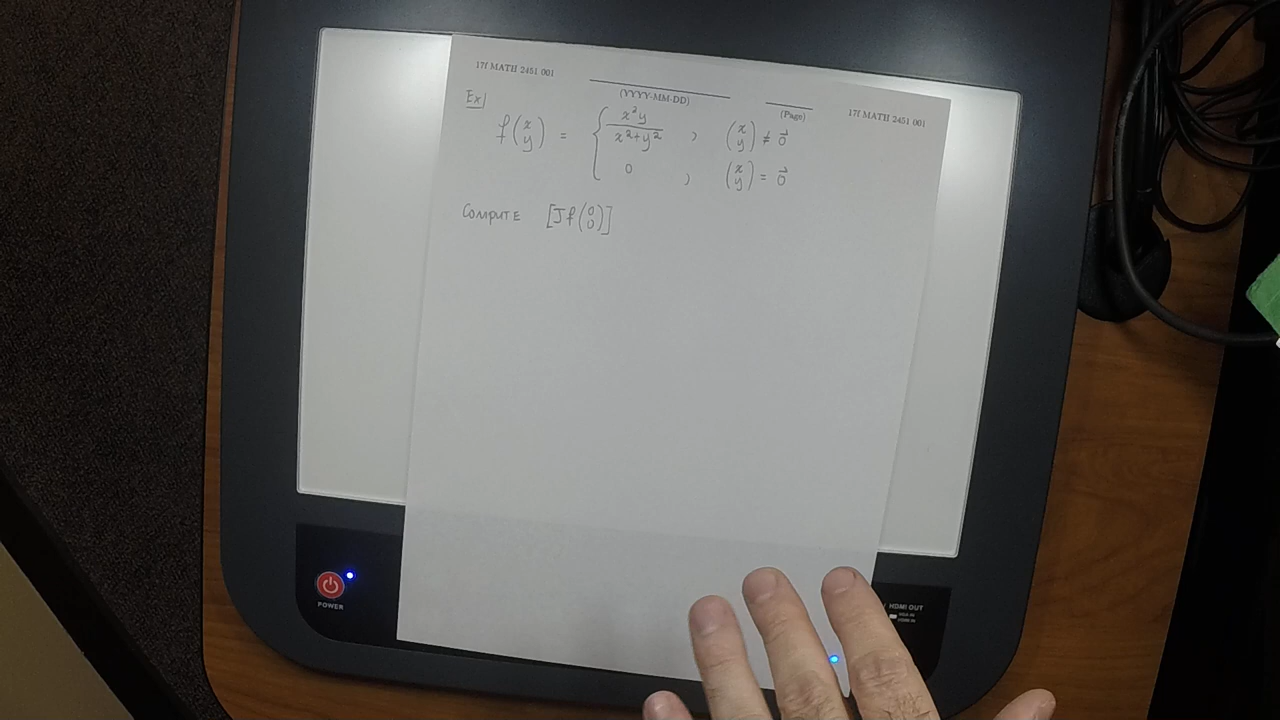 17f MATH 2451 001
(YYYY-MM-DD)
(Page)
17f MATH 2451 001
Ex|
f(x y) = { x²y / x²+y² , (x y) ≠ 0⃗
0 , (x y) = 0⃗
COMPUTE [Jf(0 0)]
POWER
HDMI OUT